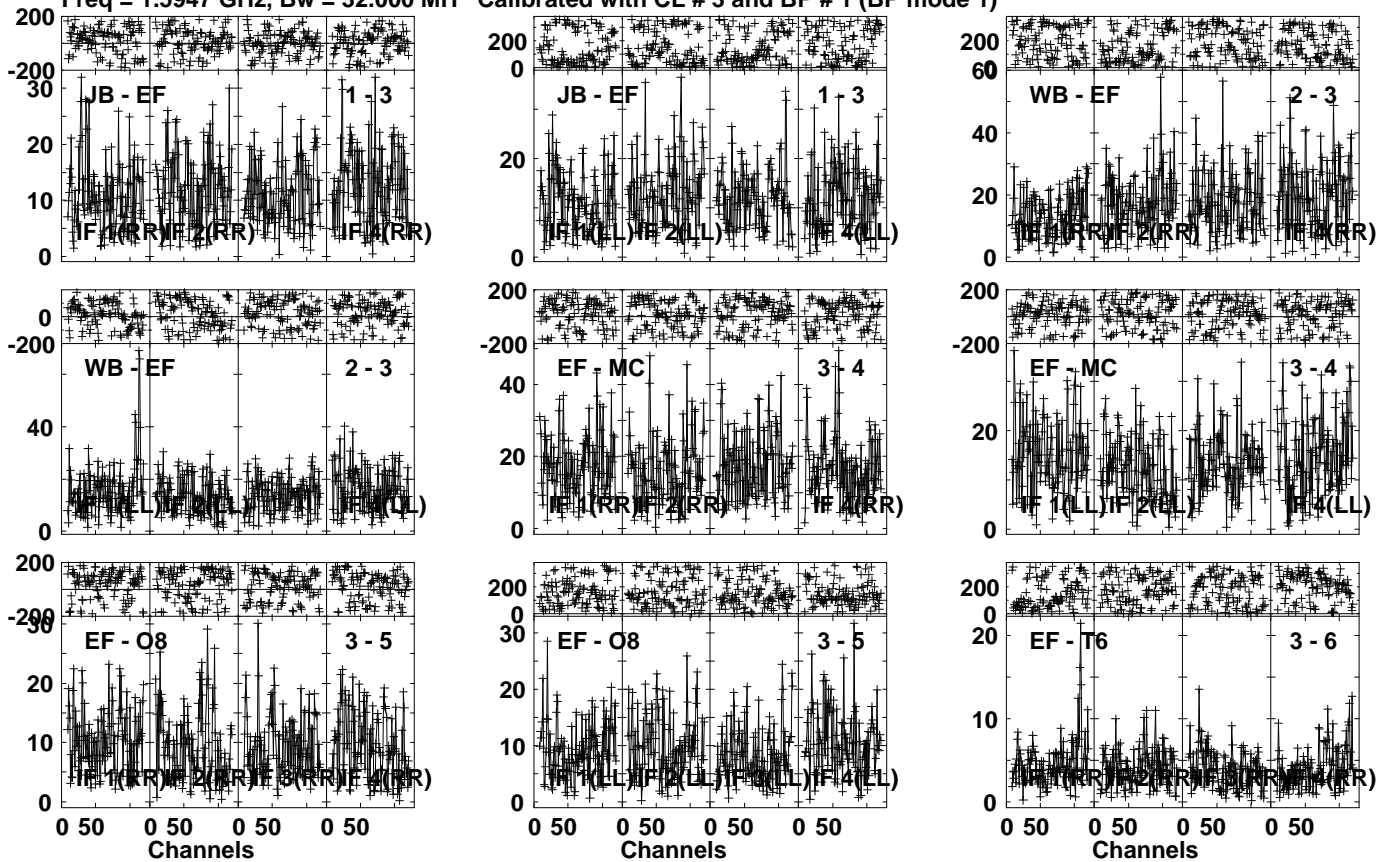 Freq = 1.5947 GHz, Bw = 32.000 MH Calibrated with CL # 3 and BP # 1 (BP mode 1)
200
-200
30
20
10
0
JB - EF 1 - 3
IF 1(RR) IF 2(RR) IF 4(RR)
200
0
20
0
JB - EF 1 - 3
IF 1(LL) IF 2(LL) IF 4(LL)
200
0
60
40
20
0
WB - EF 2 - 3
IF 1(RR) IF 2(RR) IF 4(RR)
200
0
-200
40
0
WB - EF 2 - 3
IF 1(LL) IF 2(LL) IF 4(LL)
200
-200
40
20
0
EF - MC 3 - 4
IF 1(RR) IF 2(RR) IF 4(RR)
200
-200
20
0
EF - MC 3 - 4
IF 1(LL) IF 2(LL) IF 4(LL)
200
-200
30
20
10
0
EF - O8 3 - 5
IF 1(RR) IF 2(RR) IF 3(RR) IF 4(RR)
0 50 0 50 0 50 0 50
Channels
200
0
30
20
10
0
EF - O8 3 - 5
IF 1(LL) IF 2(LL) IF 3(LL) IF 4(LL)
0 50 0 50 0 50 0 50
Channels
200
0
20
10
0
EF - T6 3 - 6
IF 1(RR) IF 2(RR) IF 3(RR) IF 4(RR)
0 50 0 50 0 50 0 50
Channels